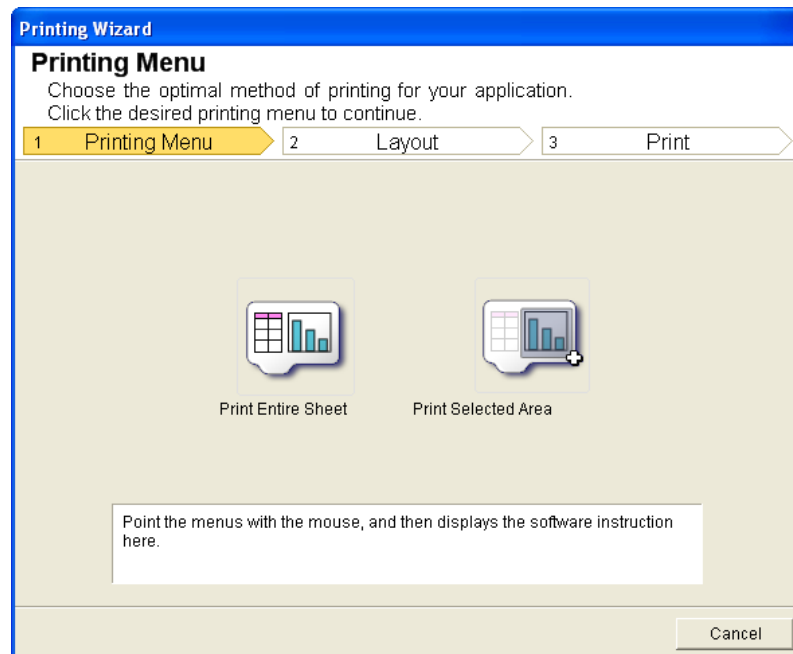 Printing Wizard
Printing Menu
Choose the optimal method of printing for your application.
Click the desired printing menu to continue.
1 Printing Menu 2 Layout 3 Print
Print Entire Sheet Print Selected Area
Point the menus with the mouse, and then displays the software instruction
here.
Cancel